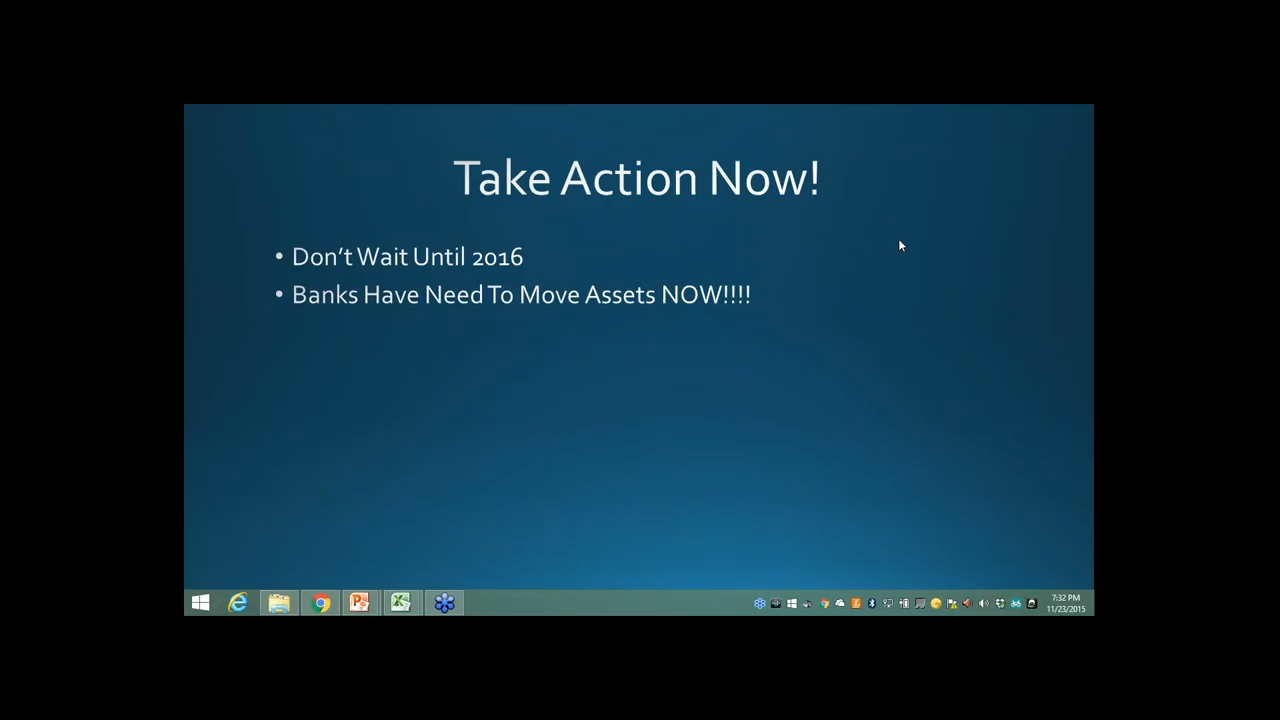 Take Action Now!
• Don't Wait Until 2016
• Banks Have Need To Move Assets NOW!!!!
7:32 PM
11/23/2015